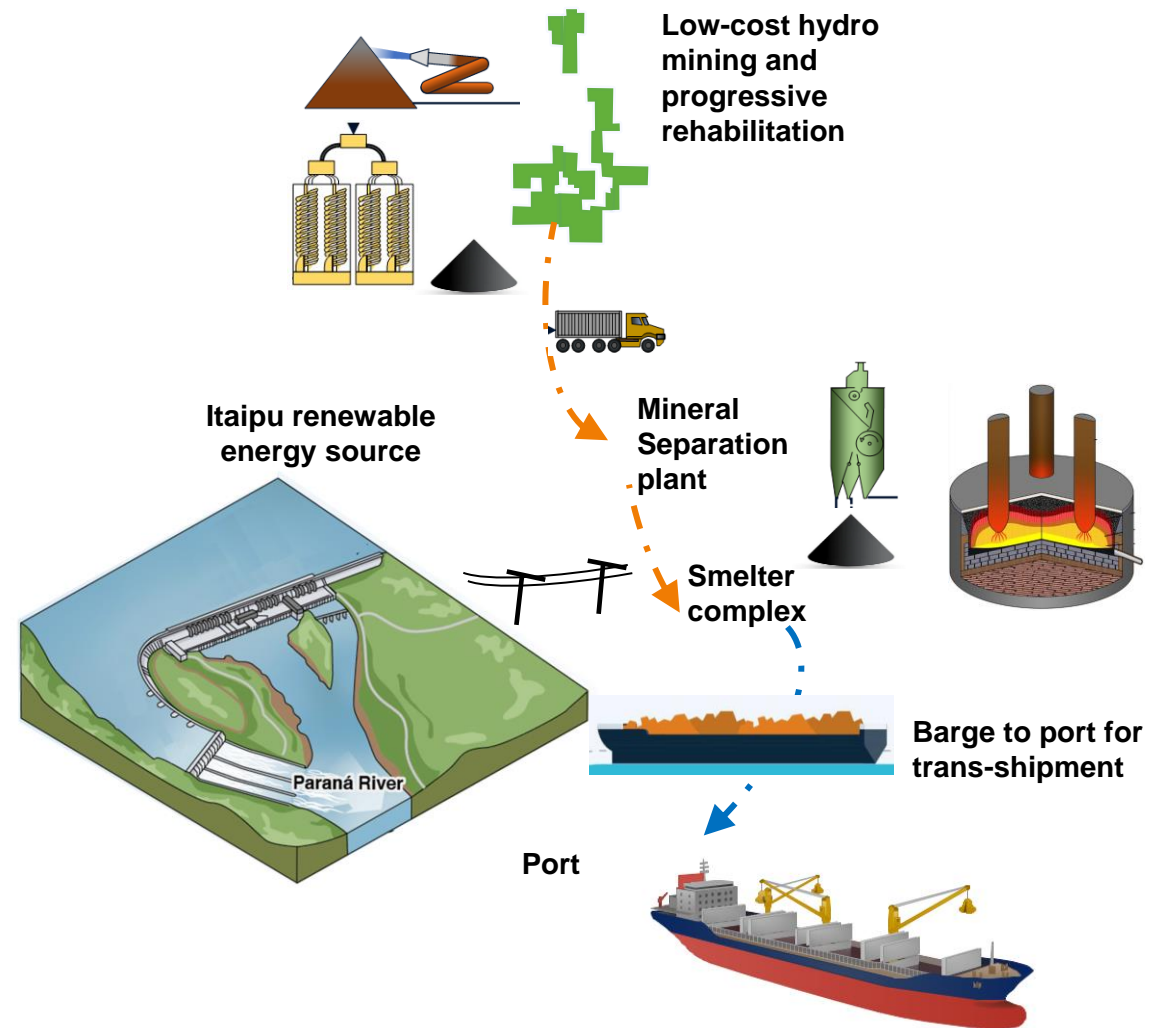 Low-cost hydro
mining and
progressive
rehabilitation
Itaipu renewable
energy source
Mineral
Separation
plant
Smelter
complex
Paraná River
Barge to port for
trans-shipment
Port